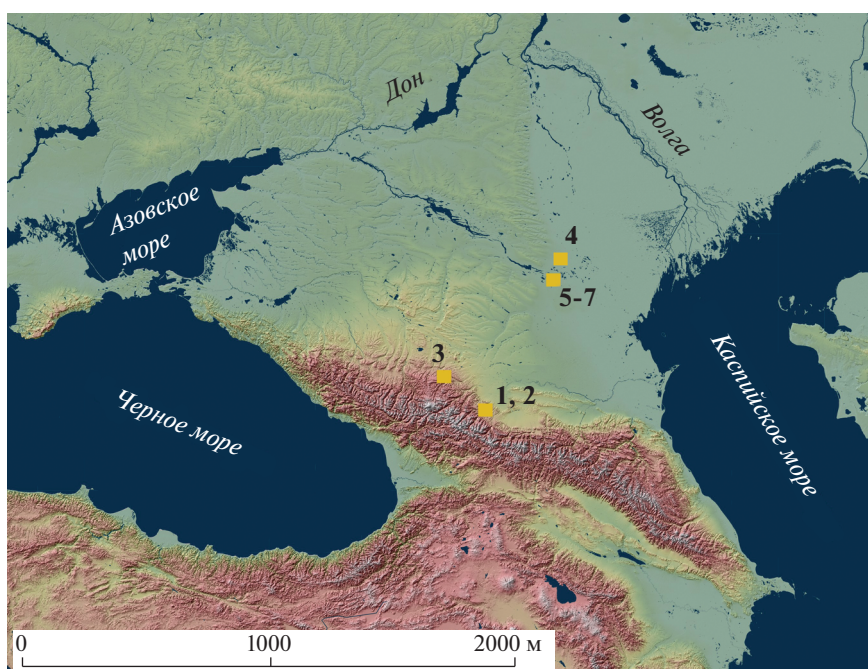 Дон
Волга
Азовское
море
4
5-7
3
1, 2
Черное море
Каспийское море
0 1000 2000 м